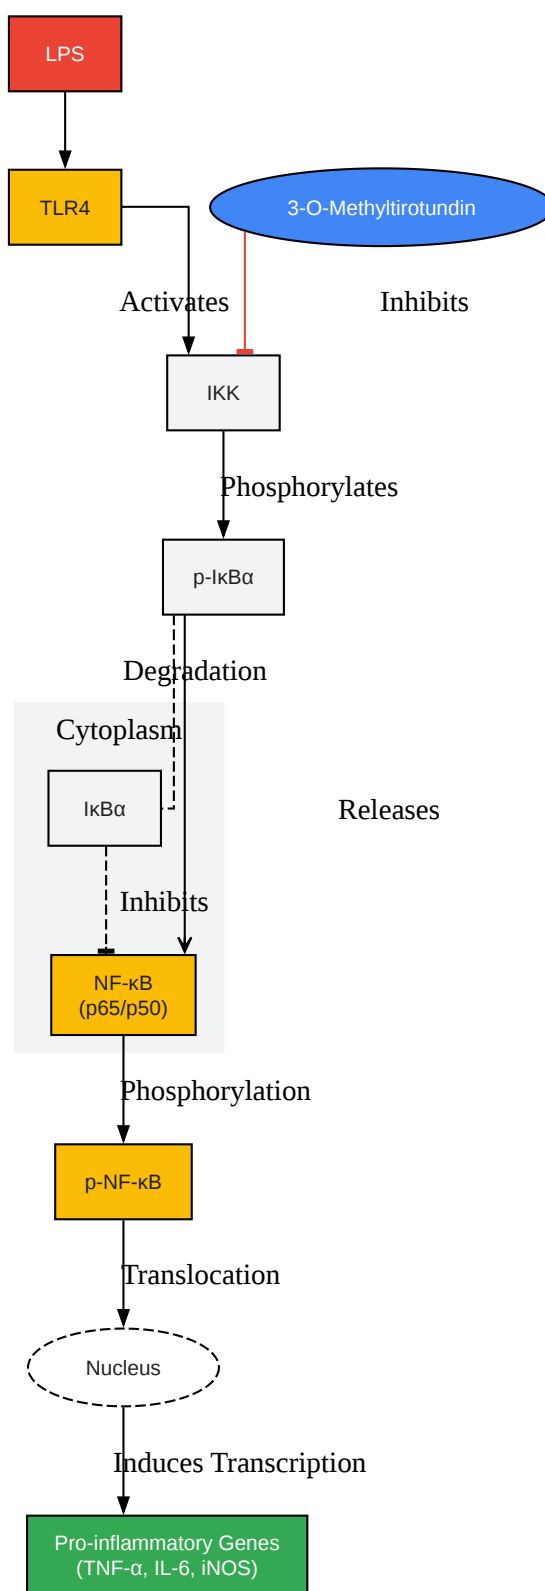 LPS
TLR4
3-O-Methyltirotundin
Activates
Inhibits
IKK
Phosphorylates
p-IκBα
Degradation
Cytoplasm
IκBα
Releases
Inhibits
NF-κB
(p65/p50)
Phosphorylation
p-NF-κB
Translocation
Nucleus
Induces Transcription
Pro-inflammatory Genes
(TNF-α, IL-6, iNOS)